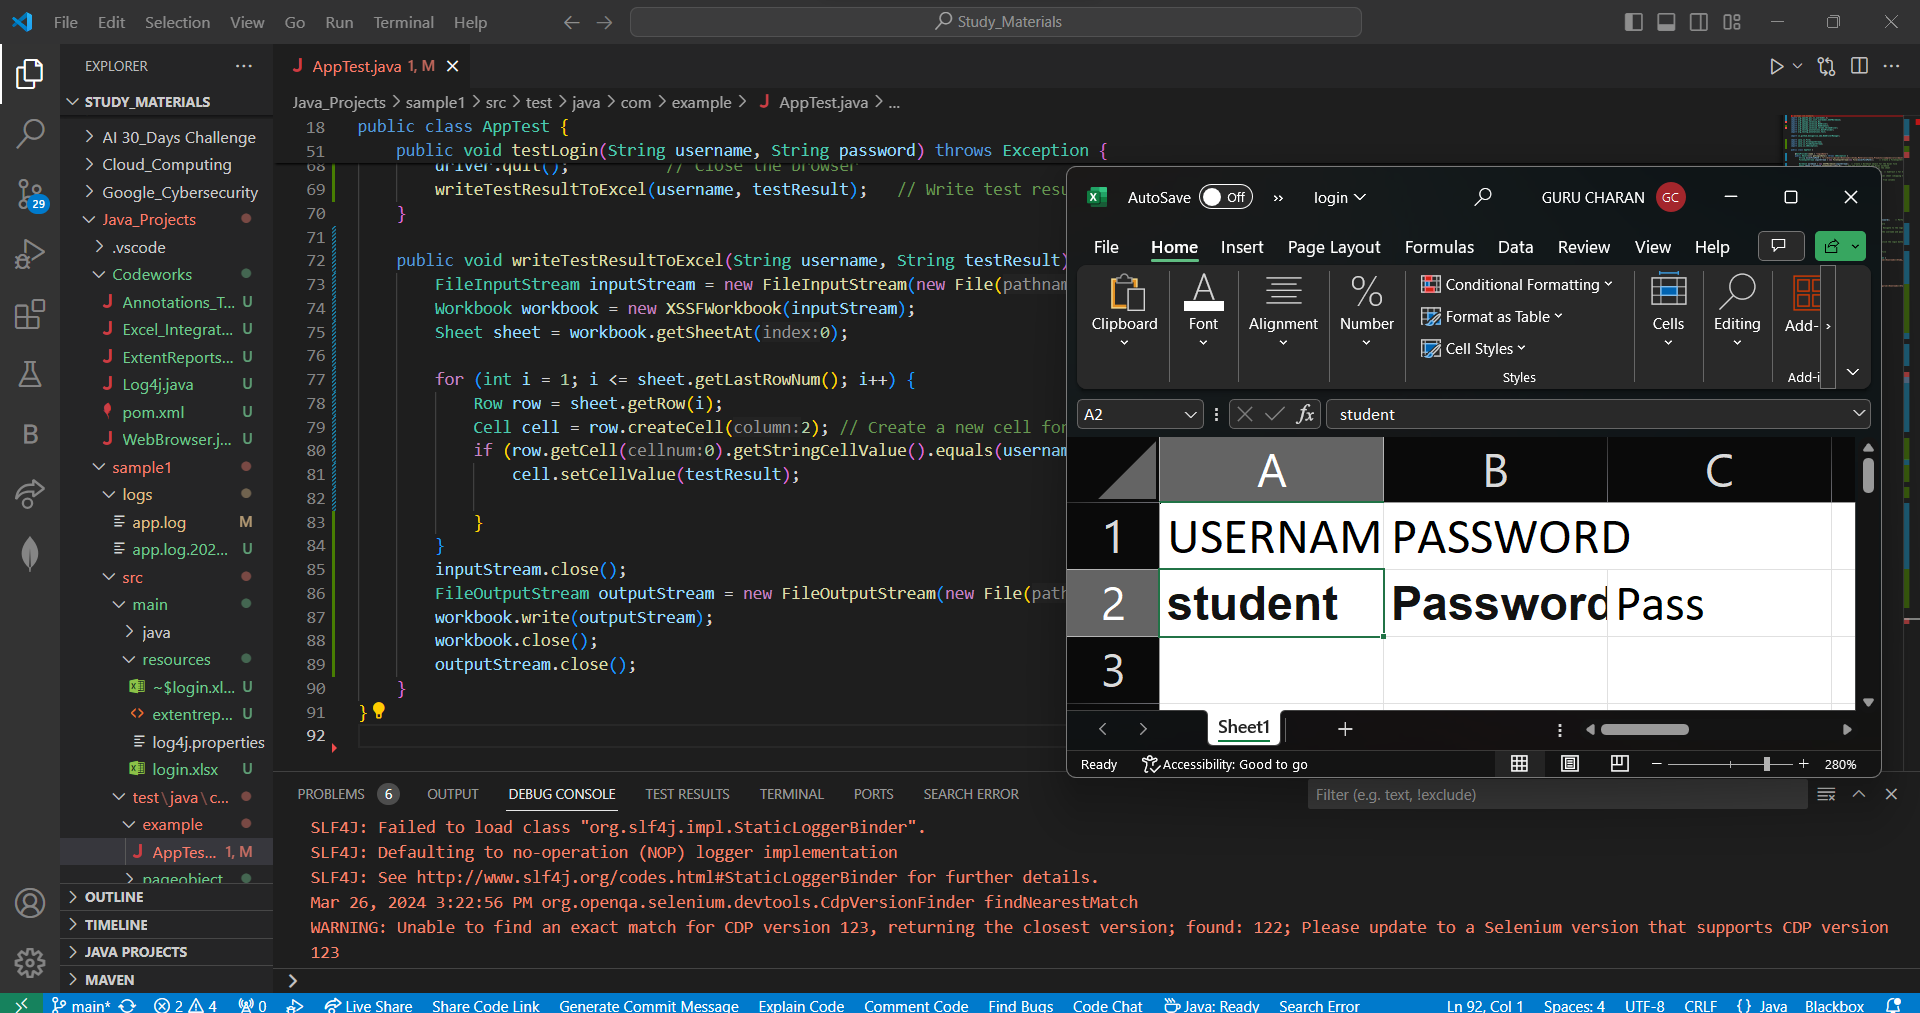 File Edit Selection View Go Run Terminal Help
Study_Materials
EXPLORER
STUDY_MATERIALS
AI 30_Days Challenge
Cloud_Computing
Google_Cybersecurity
Java_Projects
.vscode
Codeworks
Annotations_T... U
Excel_Integrat... U
ExtentReports... U
Log4j.java U
pom.xml U
WebBrowser.j... U
sample1
logs
app.log M
app.log.202... U
src
main
java
resources
~$login.xl... U
extentrep... U
log4j.properties
login.xlsx U
test\java\c...
example
AppTes... 1, M
pageobject
OUTLINE
TIMELINE
JAVA PROJECTS
MAVEN
29
AppTest.java 1, M
Java_Projects > sample1 > src > test > java > com > example > AppTest.java > ...
18 public class AppTest {
51 public void testLogin(String username, String password) throws Exception {
68 driver.quit(); // Close the browser
69 writeTestResultToExcel(username, testResult); // Write test resu
70 }
71
72 public void writeTestResultToExcel(String username, String testResult)
73 FileInputStream inputStream = new FileInputStream(new File(pathnam
74 Workbook workbook = new XSSFWorkbook(inputStream);
75 Sheet sheet = workbook.getSheetAt(index:0);
76
77 for (int i = 1; i <= sheet.getLastRowNum(); i++) {
78 Row row = sheet.getRow(i);
79 Cell cell = row.createCell(column:2); // Create a new cell for
80 if (row.getCell(cellnum:0).getStringCellValue().equals(usernam
81 cell.setCellValue(testResult);
82
83 }
84 }
85 inputStream.close();
86 FileOutputStream outputStream = new FileOutputStream(new File(path
87 workbook.write(outputStream);
88 workbook.close();
89 outputStream.close();
90 }
91 }
92
AutoSave Off » login GURU CHARAN GC
File Home Insert Page Layout Formulas Data Review View Help
Clipboard Font Alignment Number
Conditional Formatting
Format as Table
Cell Styles
Styles
Cells Editing Add-
Add-i
A2 fx student
A B C
1 USERNAM PASSWORD
2 student Password Pass
3
Sheet1
Ready Accessibility: Good to go 280%
PROBLEMS 6 OUTPUT DEBUG CONSOLE TEST RESULTS TERMINAL PORTS SEARCH ERROR
Filter (e.g. text, !exclude)
SLF4J: Failed to load class "org.slf4j.impl.StaticLoggerBinder".
SLF4J: Defaulting to no-operation (NOP) logger implementation
SLF4J: See http://www.slf4j.org/codes.html#StaticLoggerBinder for further details.
Mar 26, 2024 3:22:56 PM org.openqa.selenium.devtools.CdpVersionFinder findNearestMatch
WARNING: Unable to find an exact match for CDP version 123, returning the closest version; found: 122; Please update to a Selenium version that supports CDP version
123
main* 2 4 0 Live Share Share Code Link Generate Commit Message Explain Code Comment Code Find Bugs Code Chat Java: Ready Search Error Ln 92, Col 1 Spaces: 4 UTF-8 CRLF {} Java Blackbox